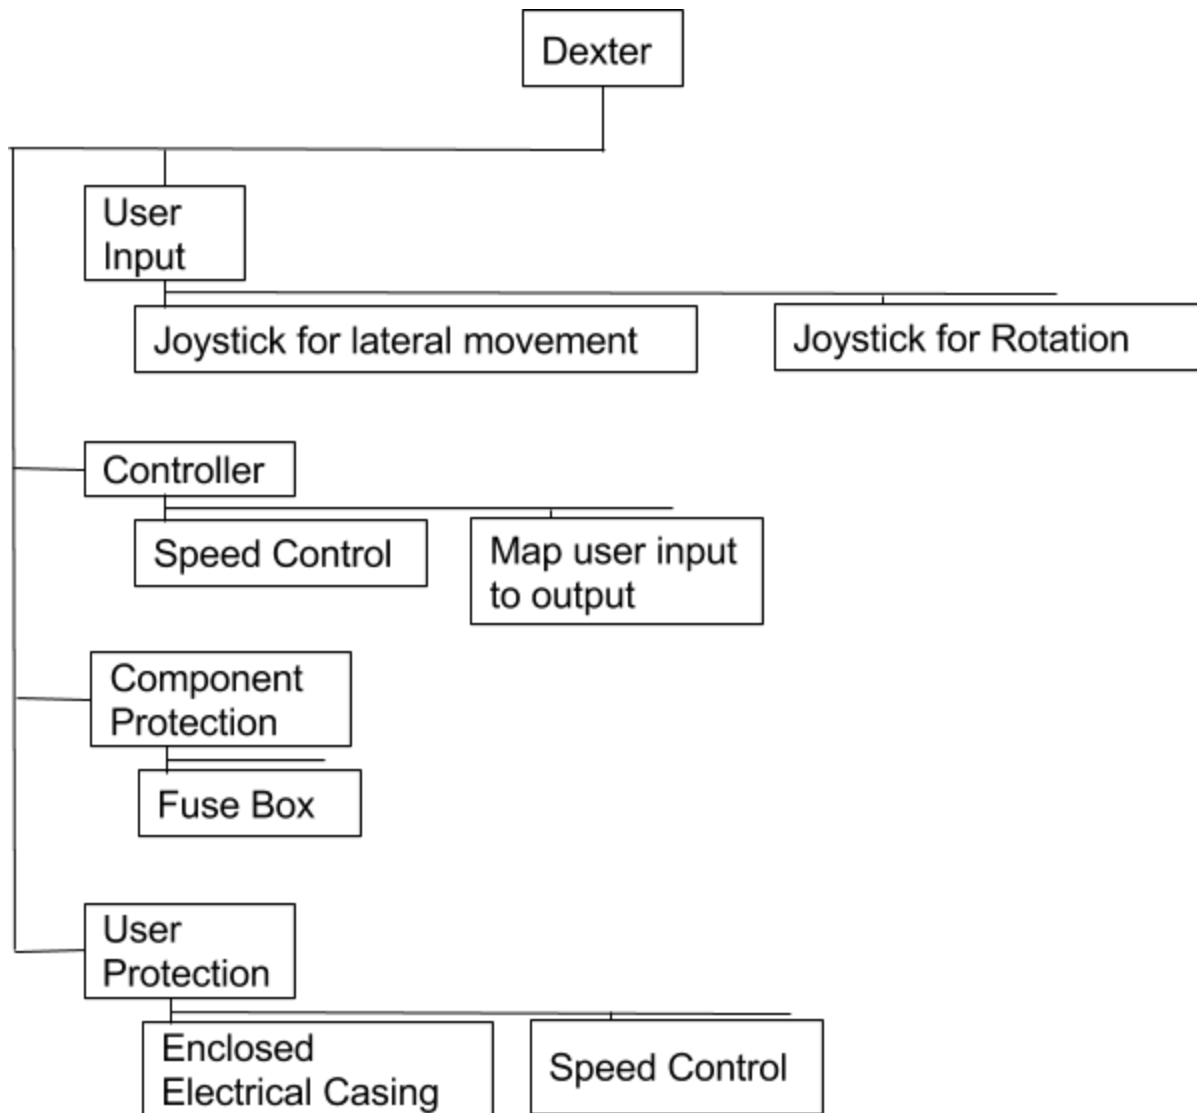 Dexter
User
Input
Joystick for lateral movement
Joystick for Rotation
Controller
Speed Control
Map user input
to output
Component
Protection
Fuse Box
User
Protection
Enclosed
Electrical Casing
Speed Control